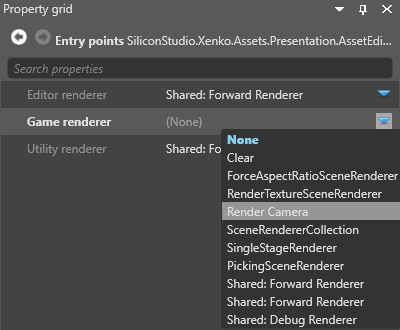 Property grid
Entry points SiliconStudio.Xenko.Assets.Presentation.AssetEdi...
Search properties
Editor renderer Shared: Forward Renderer
Game renderer (None)
Utility renderer Shared: Fo
None
Clear
ForceAspectRatioSceneRenderer
RenderTextureSceneRenderer
Render Camera
SceneRendererCollection
SingleStageRenderer
PickingSceneRenderer
Shared: Forward Renderer
Shared: Forward Renderer
Shared: Debug Renderer